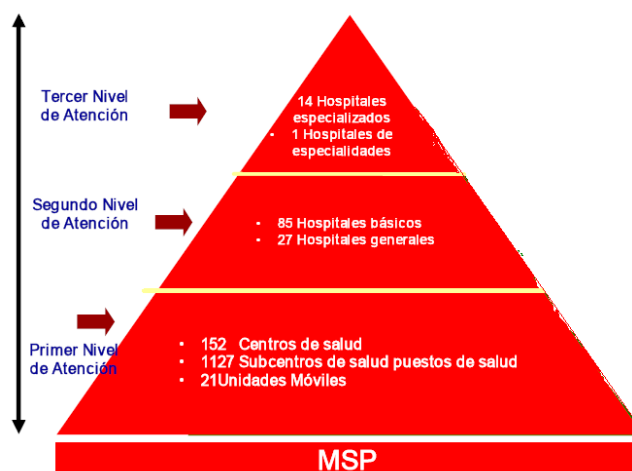 Tercer Nivel
de Atención
14 Hospitales
especializados
• 1 Hospitales de
especialidades
Segundo Nivel
de Atención
• 85 Hospitales básicos
• 27 Hospitales generales
Primer Nivel
de Atención
• 152 Centros de salud
• 1127 Subcentros de salud puestos de salud
• 21Unidades Móviles
MSP